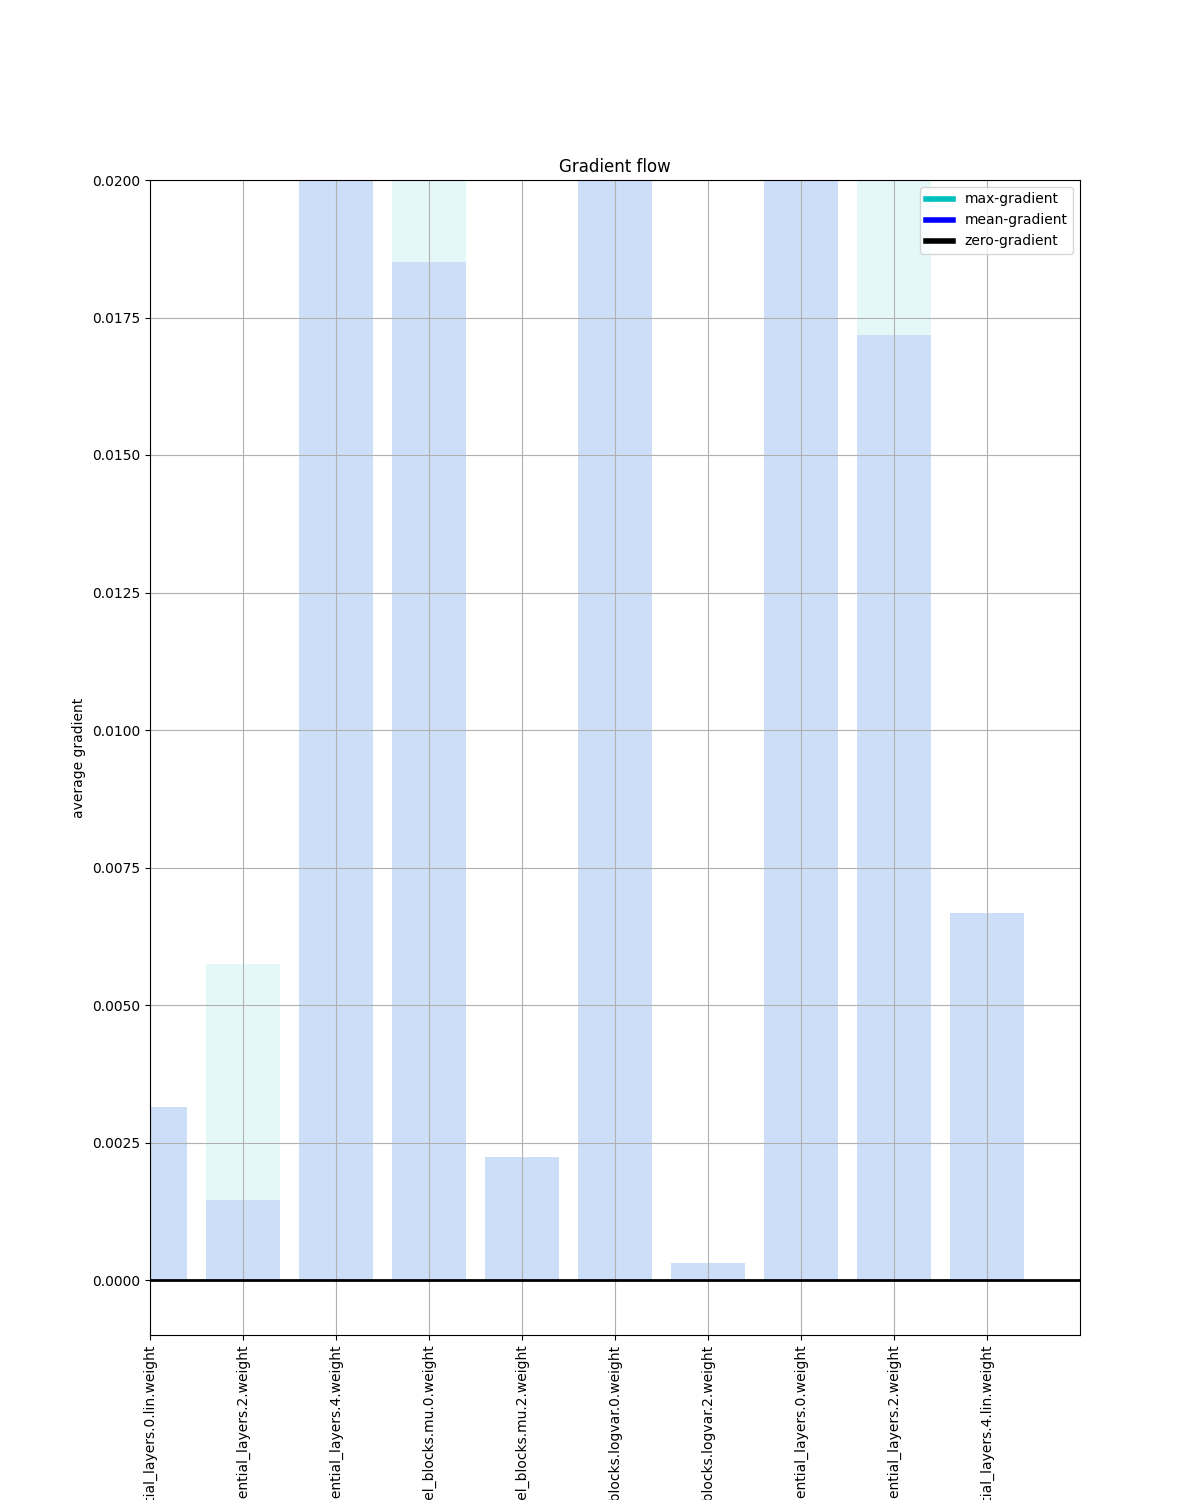 Gradient flow
max-gradient
mean-gradient
zero-gradient
0.0200
0.0175
0.0150
0.0125
0.0100
0.0075
0.0050
0.0025
0.0000
average gradient
tial_layers.0.lin.weight
ential_layers.2.weight
ential_layers.4.weight
el_blocks.mu.0.weight
el_blocks.mu.2.weight
blocks.logvar.0.weight
blocks.logvar.2.weight
ential_layers.0.weight
ential_layers.2.weight
tial_layers.4.lin.weight